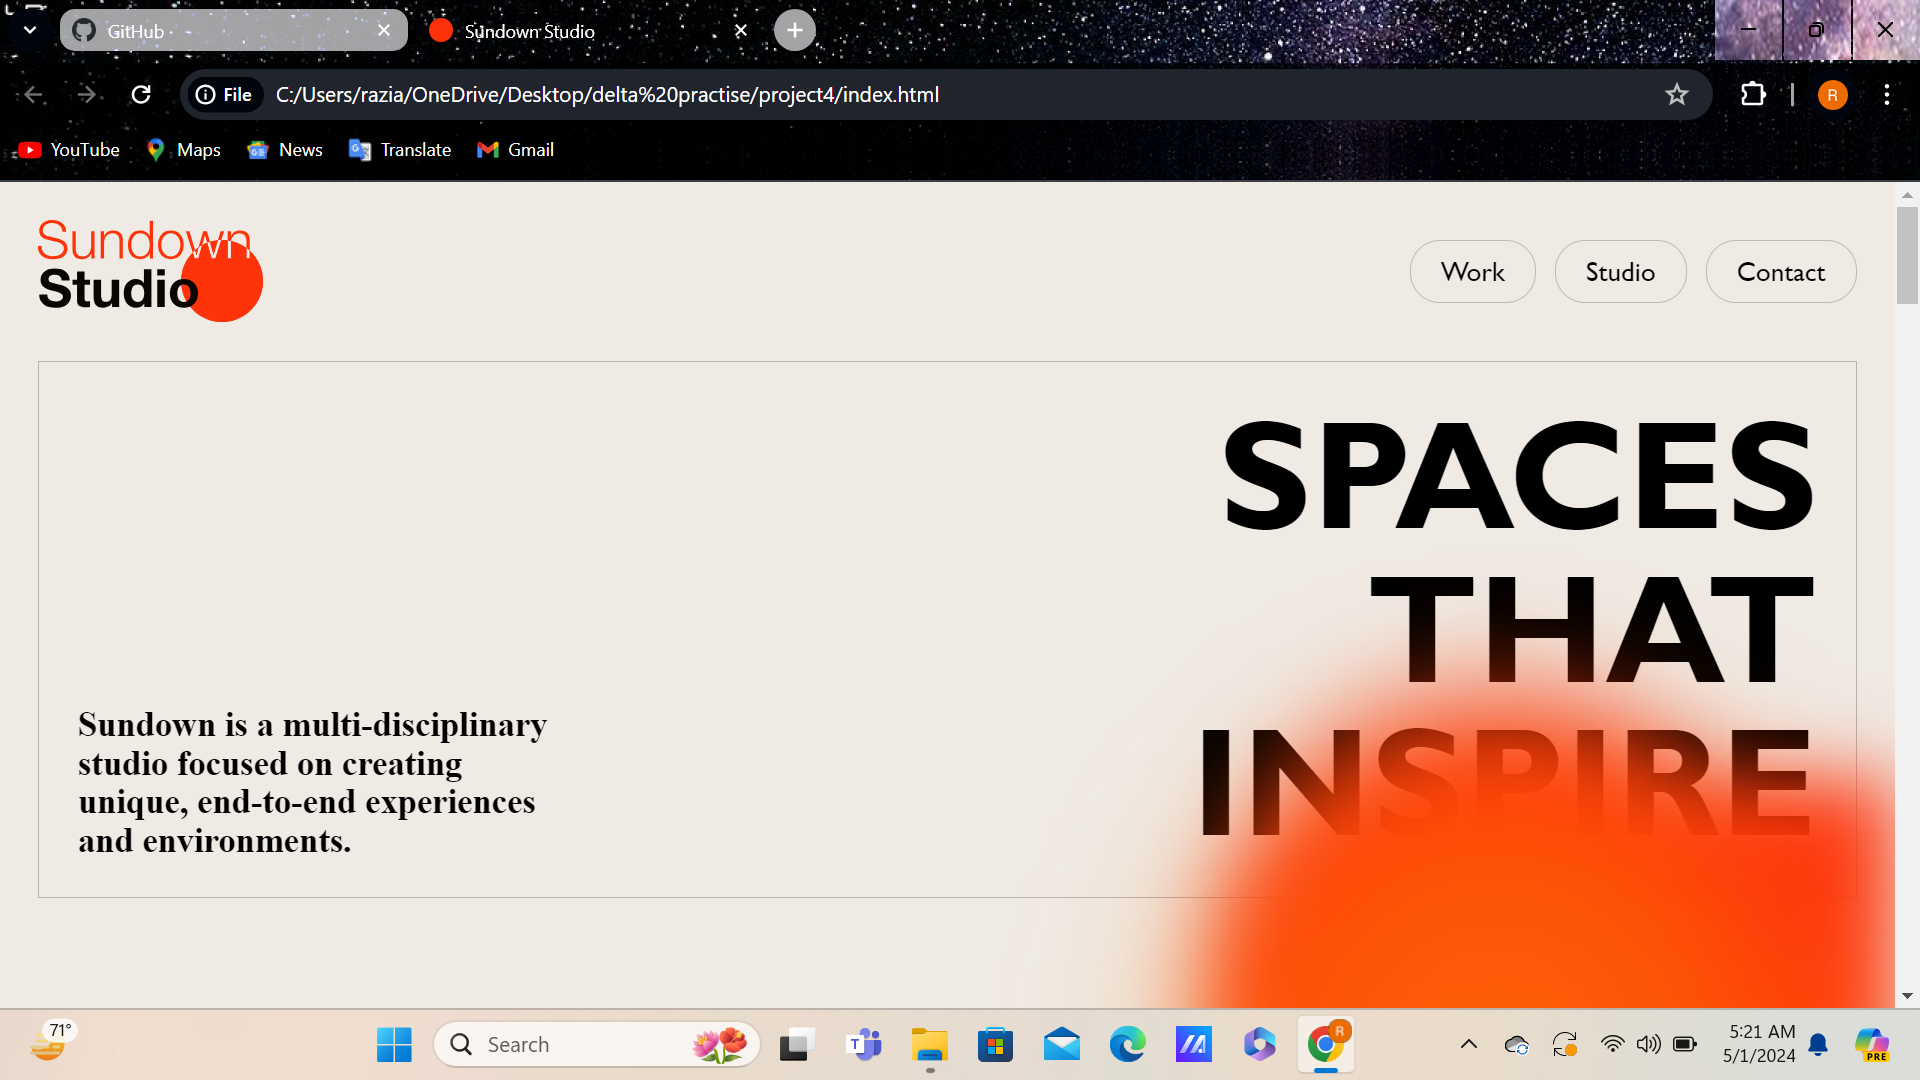 GitHub
Sundown Studio
File C:/Users/razia/OneDrive/Desktop/delta%20practise/project4/index.html
R
YouTube Maps News Translate Gmail
Sundown
Studio
Work Studio Contact
SPACES
THAT
INSPIRE
Sundown is a multi-disciplinary
studio focused on creating
unique, end-to-end experiences
and environments.
71°
Search
T
R
5:21 AM
5/1/2024
PRE